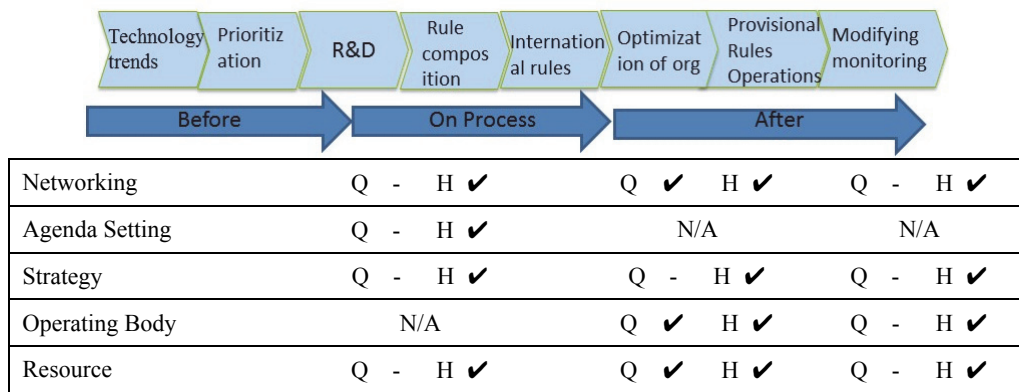 Technology
trends
Prioritiz
ation
R&D
Rule
compos
ition
Internation
al rules
Optimizat
ion of org
Provisional
Rules
Operations
Modifying
monitoring
Before
On Process
After
Networking Q - H ✔ Q ✔ H ✔ Q - H ✔
Agenda Setting Q - H ✔ N/A N/A
Strategy Q - H ✔ Q - H ✔ Q - H ✔
Operating Body N/A Q ✔ H ✔ Q - H ✔
Resource Q - H ✔ Q ✔ H ✔ Q - H ✔